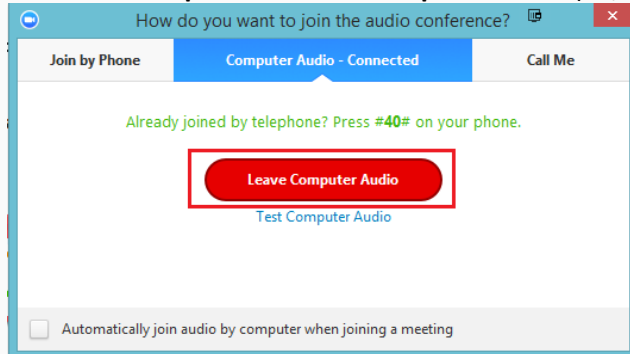 How do you want to join the audio conference?
Join by Phone
Computer Audio - Connected
Call Me
Already joined by telephone? Press #40# on your phone.
Leave Computer Audio
Test Computer Audio
Automatically join audio by computer when joining a meeting